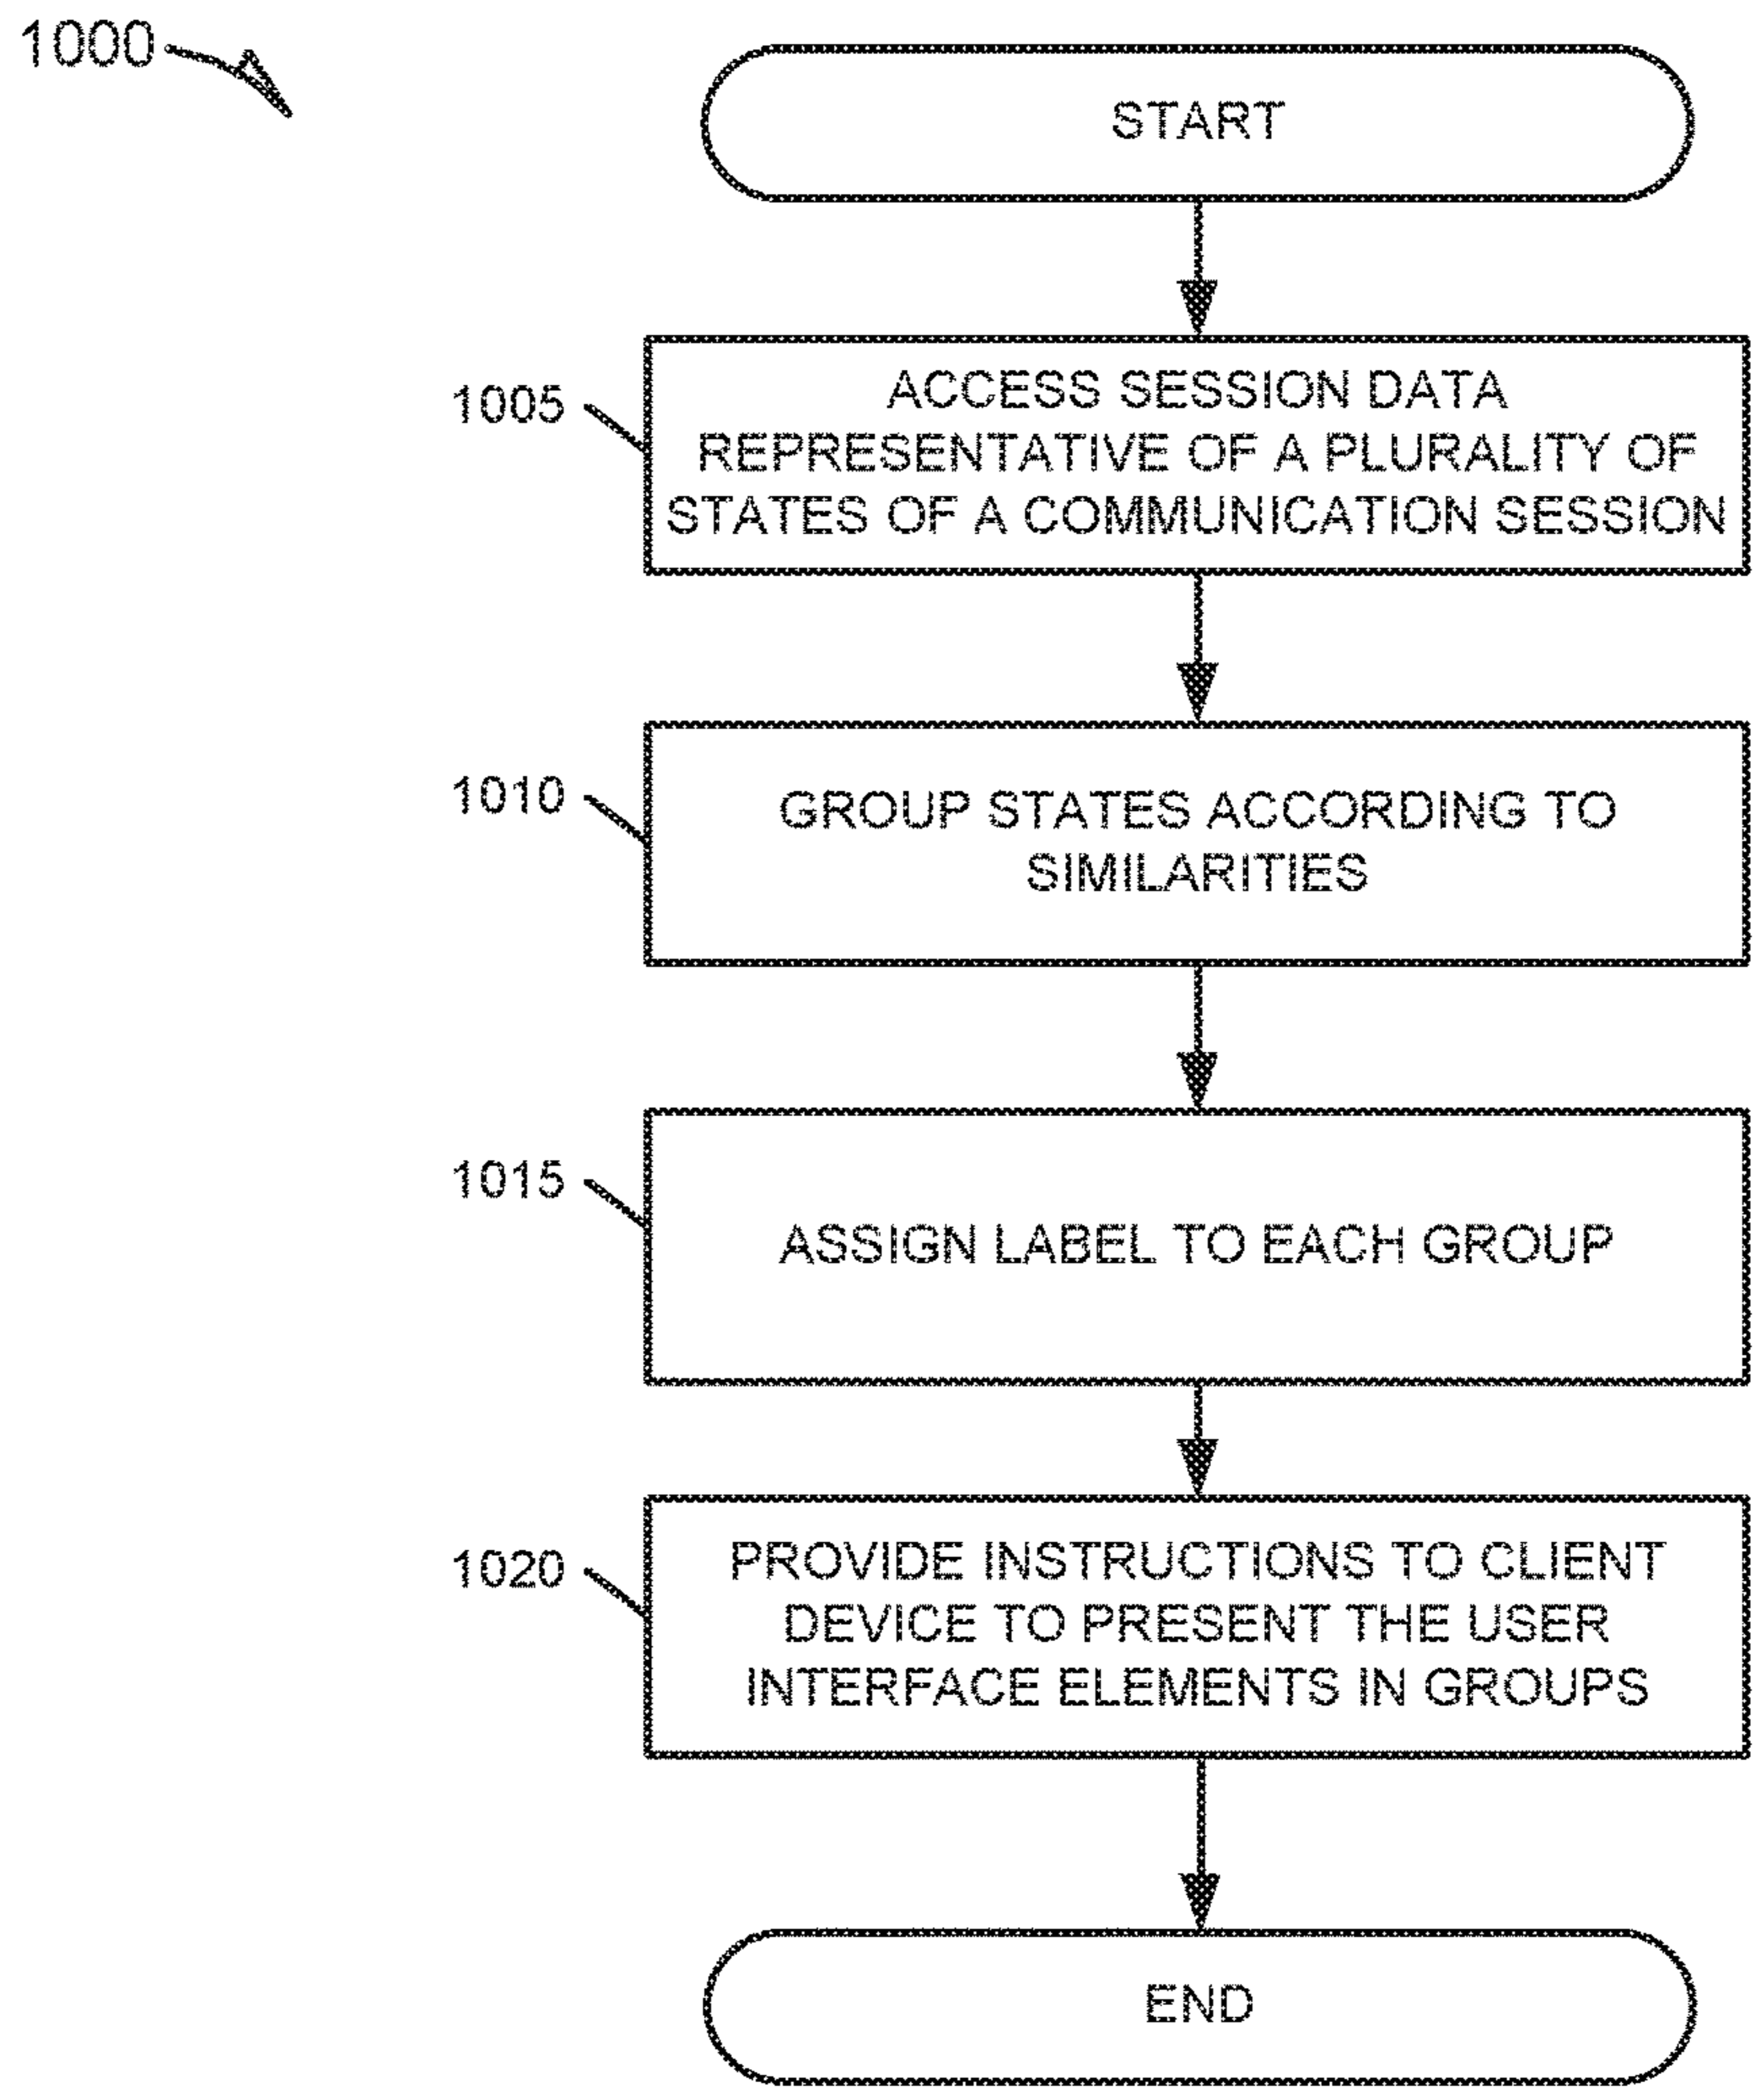 1000
START
1005
ACCESS SESSION DATA
REPRESENTATIVE OF A PLURALITY OF
STATES OF A COMMUNICATION SESSION
1010
GROUP STATES ACCORDING TO
SIMILARITIES
1015
ASSIGN LABEL TO EACH GROUP
1020
PROVIDE INSTRUCTIONS TO CLIENT
DEVICE TO PRESENT THE USER
INTERFACE ELEMENTS IN GROUPS
END